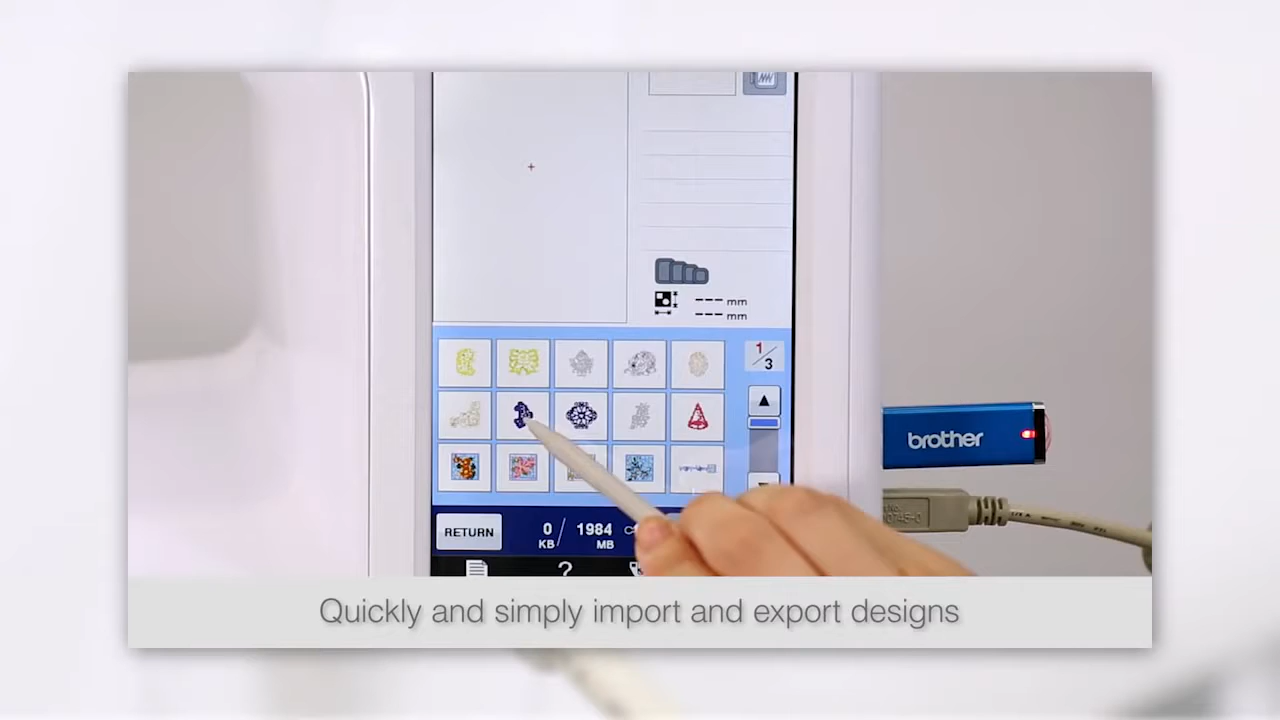 mm
mm
1/3
brother
RETURN
0 / 1984
KB MB
?
Quickly and simply import and export designs